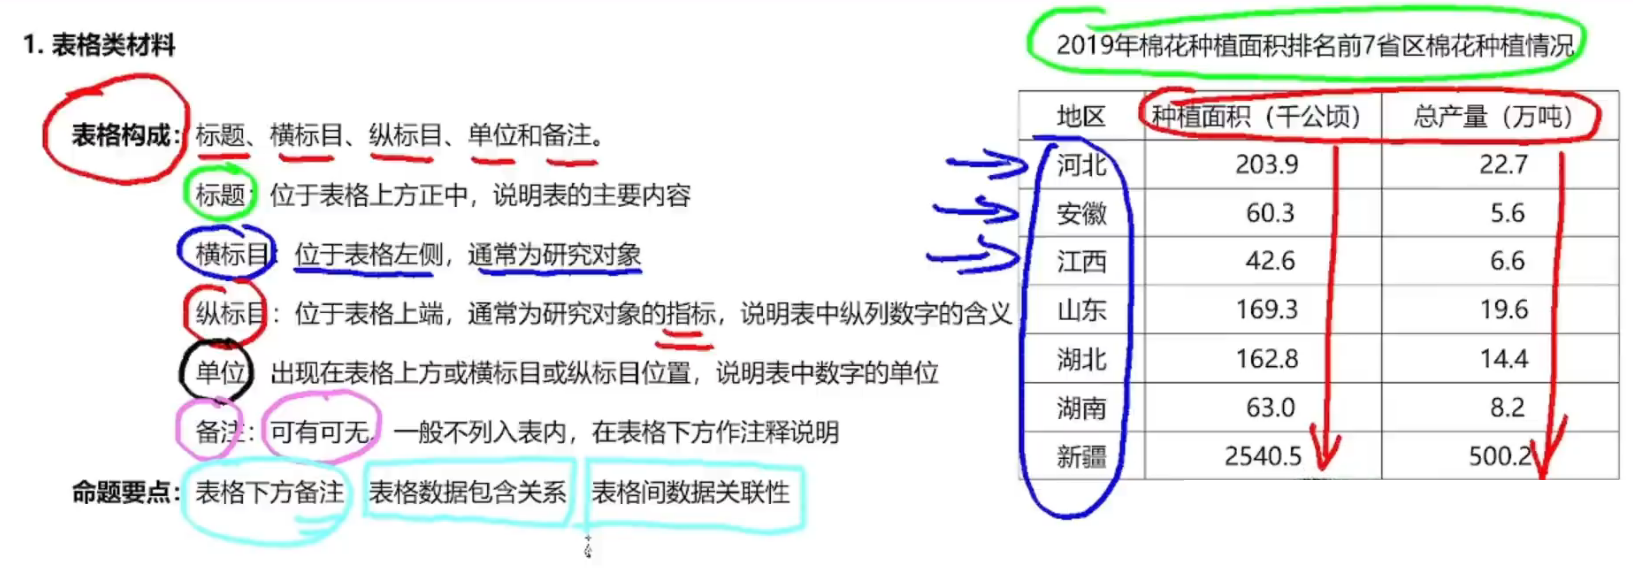 1. 表格类材料
表格构成：标题、横标目、纵标目、单位和备注。
标题：位于表格上方正中，说明表的主要内容
横标目：位于表格左侧，通常为研究对象
纵标目：位于表格上端，通常为研究对象的指标，说明表中纵列数字的含义
单位：出现在表格上方或横标目或纵标目位置，说明表中数字的单位
备注：可有可无，一般不列入表内，在表格下方作注释说明
命题要点：表格下方备注 表格数据包含关系 表格间数据关联性
2019年棉花种植面积排名前7省区棉花种植情况
地区 种植面积（千公顷） 总产量（万吨）
河北 203.9 22.7
安徽 60.3 5.6
江西 42.6 6.6
山东 169.3 19.6
湖北 162.8 14.4
湖南 63.0 8.2
新疆 2540.5 500.2